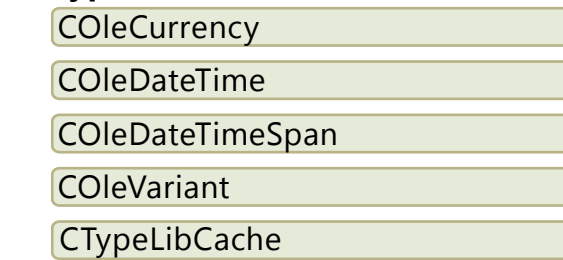 COleCurrency
COleDateTime
COleDateTimeSpan
COleVariant
CTypeLibCache